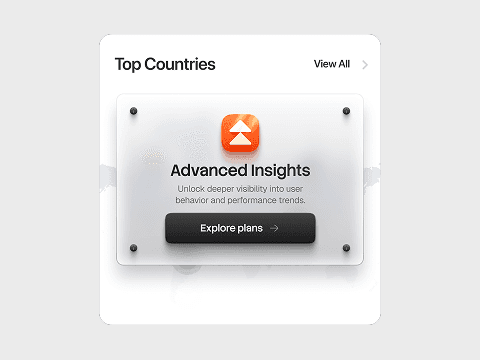 Top Countries
View All
Advanced Insights
Unlock deeper visibility into user
behavior and performance trends.
Explore plans